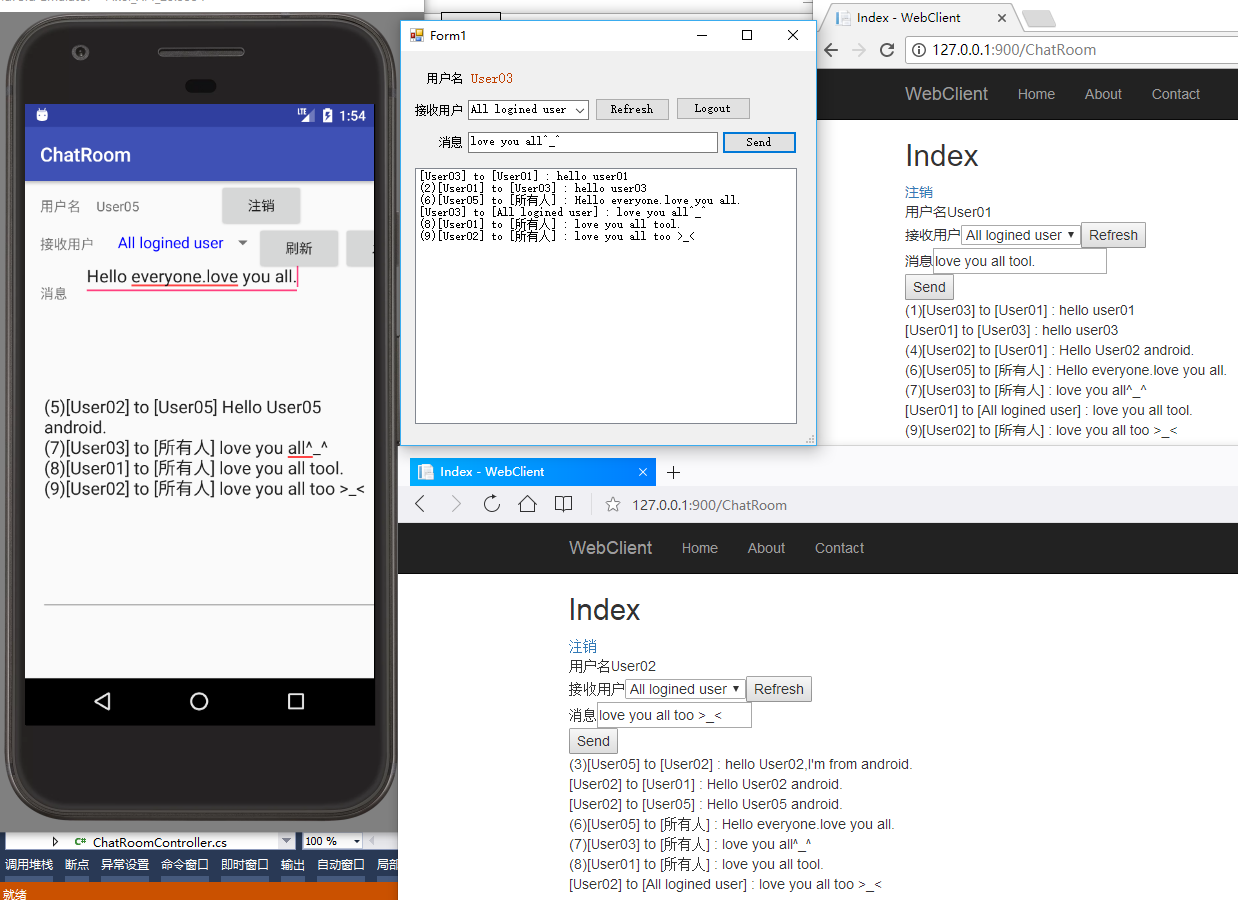 LTE 1:54
ChatRoom
用户名 User05 注销
接收用户 All logined user 刷新
消息 Hello everyone.love you all.
(5)[User02] to [User05] Hello User05
android.
(7)[User03] to [所有人] love you all^_^
(8)[User01] to [所有人] love you all tool.
(9)[User02] to [所有人] love you all too >_<
ChatRoomController.cs 100 %
调用堆栈 断点 异常设置 命令窗口 即时窗口 输出 自动窗口 局部
就绪
Form1
用户名 User03
接收用户 All logined user Refresh Logout
消息 love you all^_^ Send
[User03] to [User01] : hello user01
(2)[User01] to [User03] : hello user03
(6)[User05] to [所有人] : Hello everyone.love you all.
[User03] to [All logined user] : love you all^_^
(8)[User01] to [所有人] : love you all tool.
(9)[User02] to [所有人] : love you all too >_<
Index - WebClient
127.0.0.1:900/ChatRoom
WebClient Home About Contact
Index
注销
用户名User01
接收用户 All logined user Refresh
消息 love you all tool.
Send
(1)[User03] to [User01] : hello user01
[User01] to [User03] : hello user03
(4)[User02] to [User01] : Hello User02 android.
(6)[User05] to [所有人] : Hello everyone.love you all.
(7)[User03] to [所有人] : love you all^_^
[User01] to [All logined user] : love you all tool.
(9)[User02] to [所有人] : love you all too >_<
Index - WebClient
127.0.0.1:900/ChatRoom
WebClient Home About Contact
Index
注销
用户名User02
接收用户 All logined user Refresh
消息 love you all too >_<
Send
(3)[User05] to [User02] : hello User02,I'm from android.
[User02] to [User01] : Hello User02 android.
[User02] to [User05] : Hello User05 android.
(6)[User05] to [所有人] : Hello everyone.love you all.
(7)[User03] to [所有人] : love you all^_^
(8)[User01] to [所有人] : love you all tool.
[User02] to [All logined user] : love you all too >_<